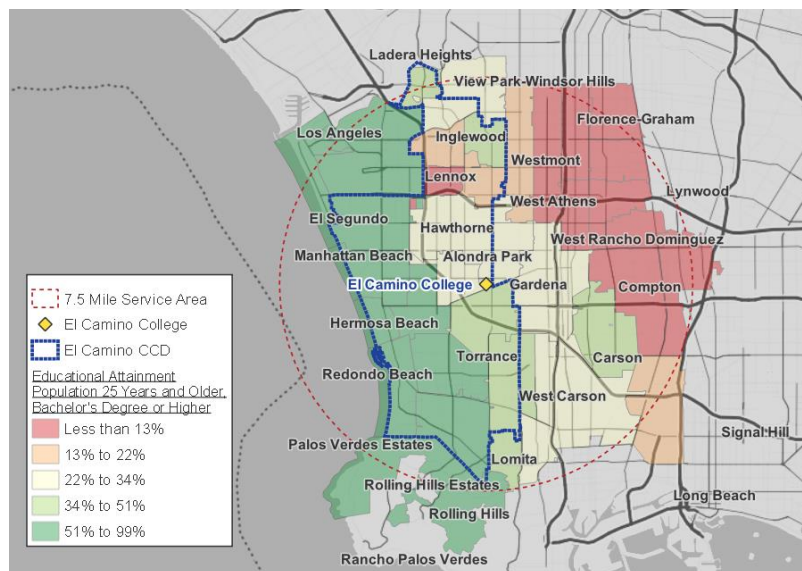 Ladera Heights
View Park-Windsor Hills
Florence-Graham
Los Angeles
Inglewood
Westmont
Lennox
Lynwood
West Athens
El Segundo
Hawthorne
West Rancho Dominguez
Manhattan Beach
Alondra Park
El Camino College
Gardena
Compton
Hermosa Beach
Torrance
Carson
Redondo Beach
West Carson
Palos Verdes Estates
Signal Hill
Lomita
Rolling Hills Estates
Long Beach
Rolling Hills
Rancho Palos Verdes
7.5 Mile Service Area
El Camino College
El Camino CCD
Educational Attainment
Population 25 Years and Older,
Bachelor's Degree or Higher
Less than 13%
13% to 22%
22% to 34%
34% to 51%
51% to 99%